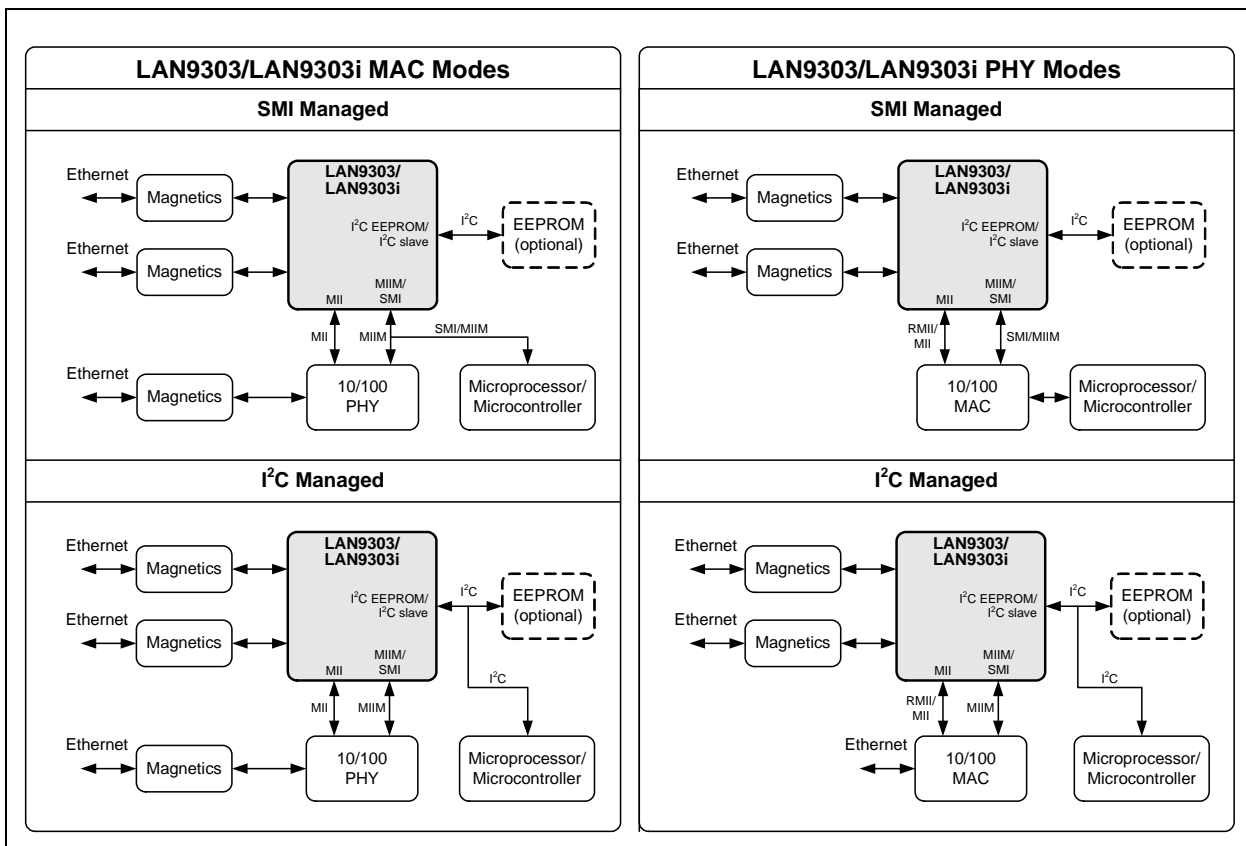 LAN9303/LAN9303i MAC Modes
SMI Managed
Ethernet
Magnetics
Ethernet
Magnetics
LAN9303/
LAN9303i
I²C EEPROM/
I²C slave
MII
MIIM/
SMI
I²C
EEPROM
(optional)
MII
MIIM
SMI/MIIM
Ethernet
Magnetics
10/100
PHY
Microprocessor/
Microcontroller
I²C Managed
Ethernet
Magnetics
Ethernet
Magnetics
LAN9303/
LAN9303i
I²C EEPROM/
I²C slave
MII
MIIM/
SMI
I²C
EEPROM
(optional)
I²C
MII
MIIM
Ethernet
Magnetics
10/100
PHY
Microprocessor/
Microcontroller
LAN9303/LAN9303i PHY Modes
SMI Managed
Ethernet
Magnetics
Ethernet
Magnetics
LAN9303/
LAN9303i
I²C EEPROM/
I²C slave
MII
MIIM/
SMI
I²C
EEPROM
(optional)
RMII/
MII
SMI/MIIM
10/100
MAC
Microprocessor/
Microcontroller
I²C Managed
Ethernet
Magnetics
Ethernet
Magnetics
LAN9303/
LAN9303i
I²C EEPROM/
I²C slave
MII
MIIM/
SMI
I²C
EEPROM
(optional)
I²C
RMII/
MII
MIIM
Ethernet
10/100
MAC
Microprocessor/
Microcontroller